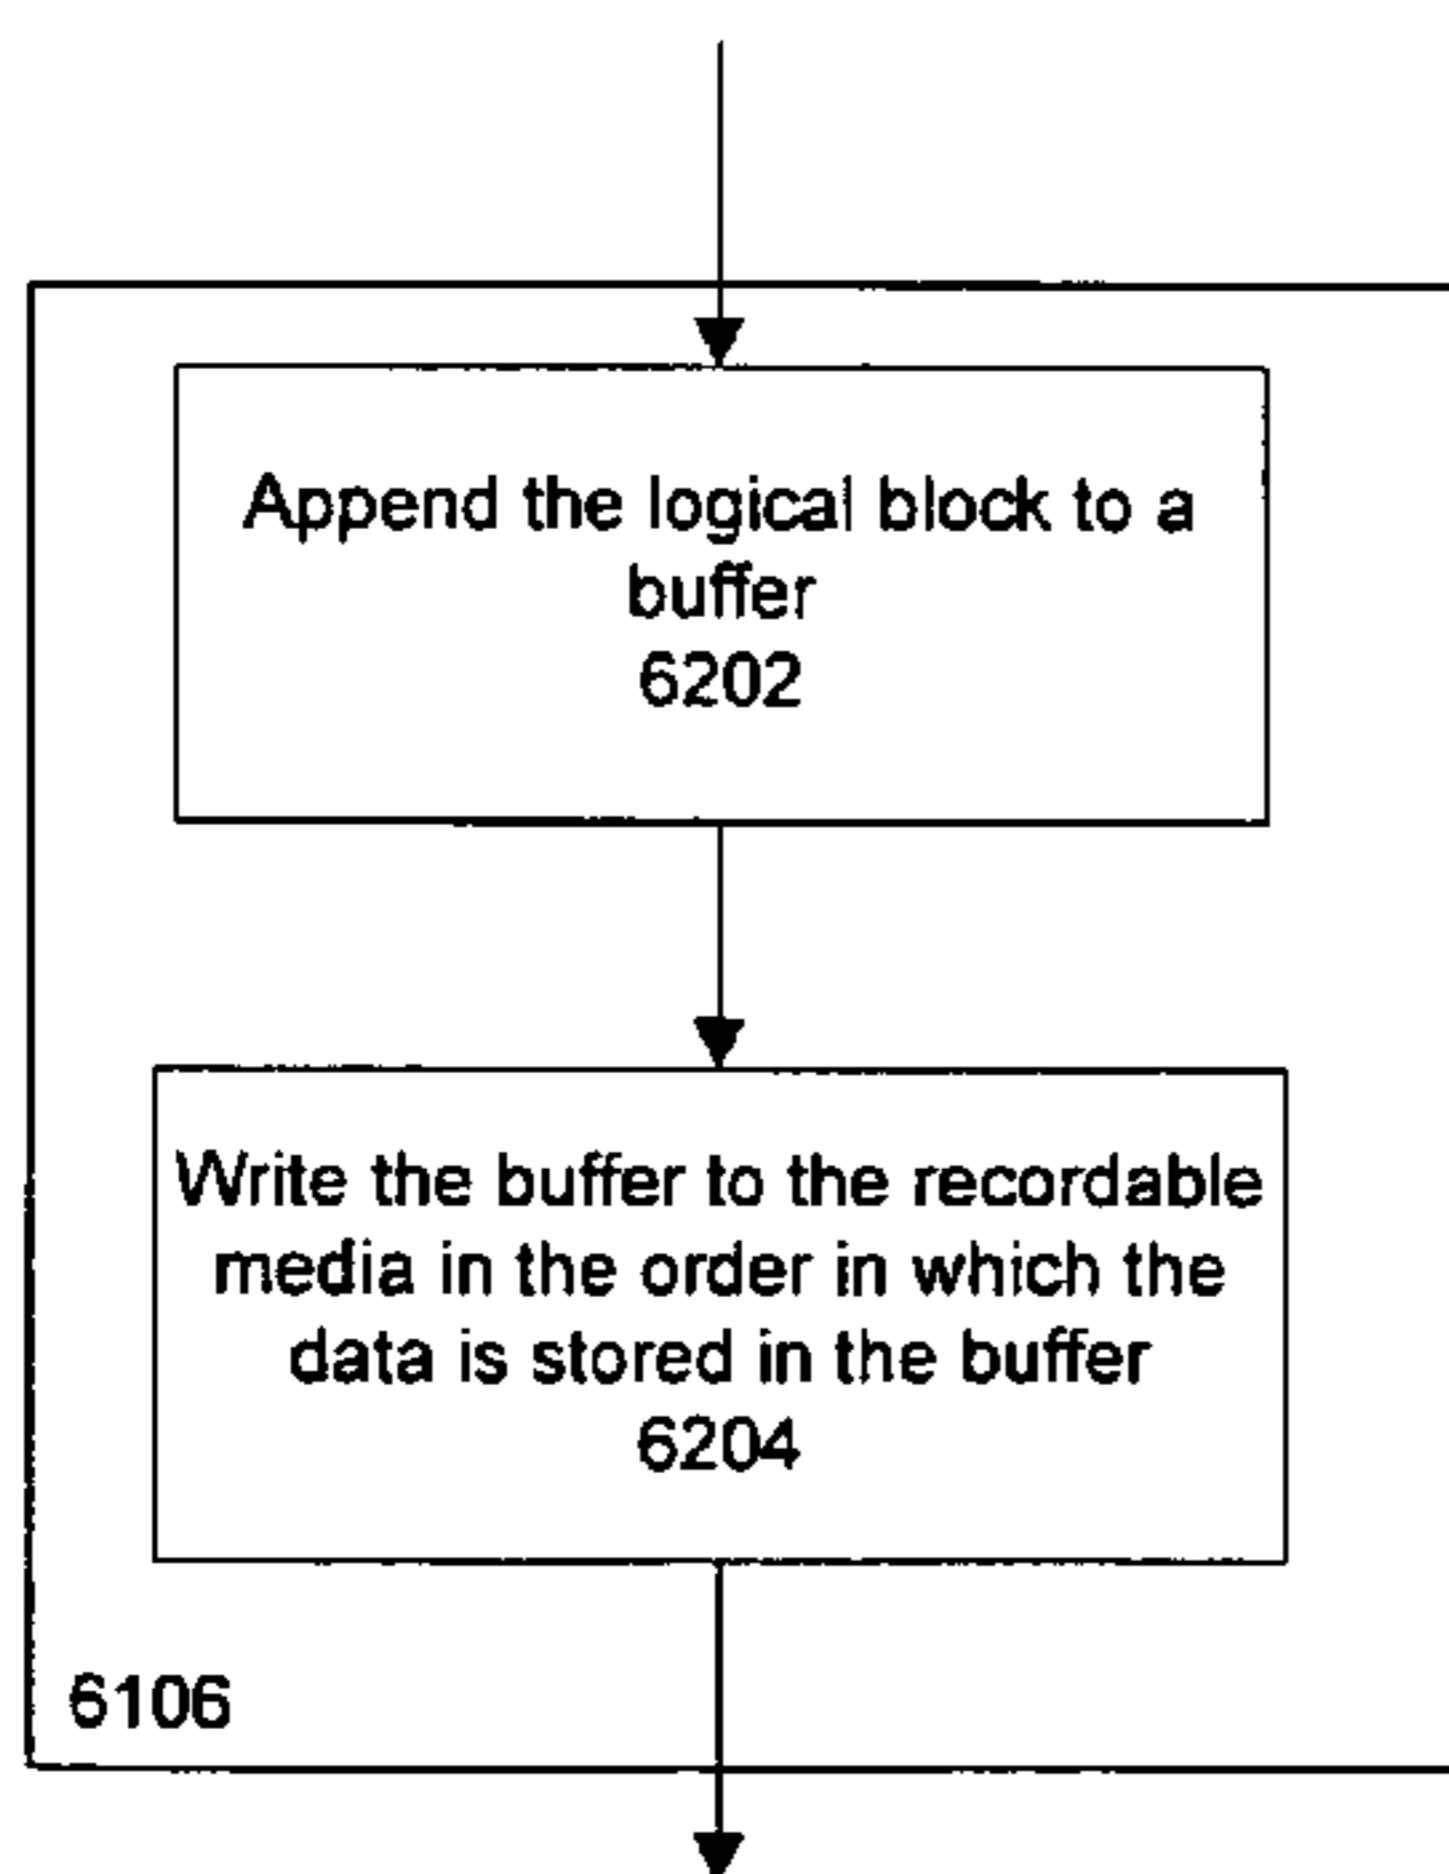 Append the logical block to a
buffer
6202
Write the buffer to the recordable
media in the order in which the
data is stored in the buffer
6204
6106